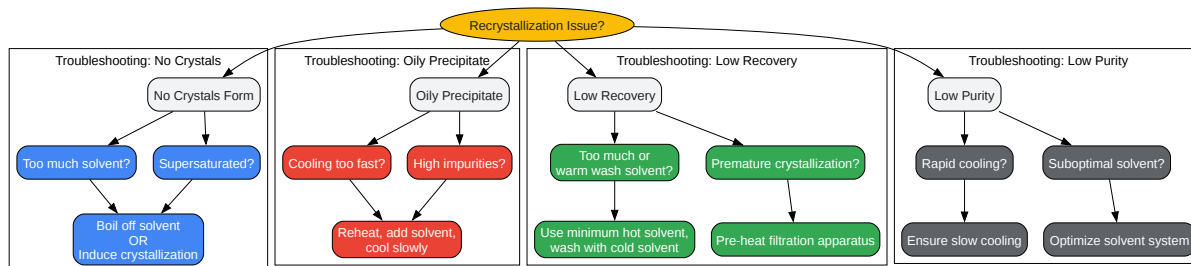 Recrystallization Issue?
Troubleshooting: No Crystals
No Crystals Form
Too much solvent?
Supersaturated?
Boil off solvent
OR
Induce crystallization
Troubleshooting: Oily Precipitate
Oily Precipitate
Cooling too fast?
High impurities?
Reheat, add solvent,
cool slowly
Troubleshooting: Low Recovery
Low Recovery
Too much or
warm wash solvent?
Premature crystallization?
Use minimum hot solvent,
wash with cold solvent
Pre-heat filtration apparatus
Troubleshooting: Low Purity
Low Purity
Rapid cooling?
Suboptimal solvent?
Ensure slow cooling
Optimize solvent system